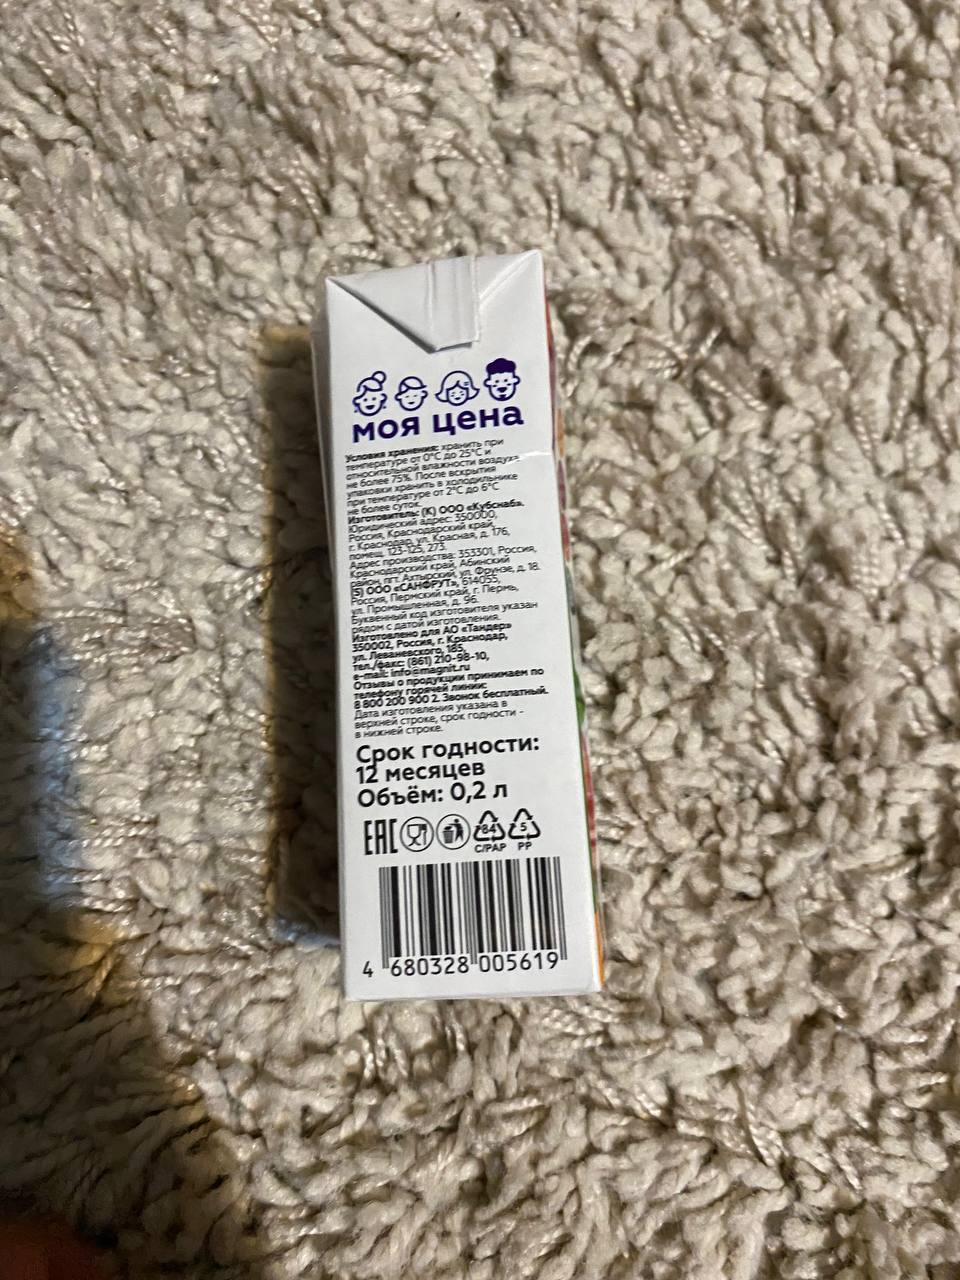 моя цена
Условия хранения: хранить при
температуре от 0°С до 25°С и
относительной влажности воздуха
не более 75%. После вскрытия
упаковки хранить в холодильнике
при температуре от 2°С до 6°С
не более суток.
Изготовитель: (К) ООО «Кубснаб».
Юридический адрес: 350000,
Россия, Краснодарский край,
г. Краснодар, ул. Красная, д. 176,
помещ. 123-125, 273.
Адрес производства: 353301, Россия,
Краснодарский край, Абинский
район, пгт. Ахтырский, ул. Фрунзе, д. 18.
(S) ООО «САНФРУТ», 614055,
Россия, Пермский край, г. Пермь,
ул. Промышленная, д. 96.
Буквенный код изготовителя указан
рядом с датой изготовления.
Изготовлено для АО «Тандер»
350002, Россия, г. Краснодар,
ул. Леваневского, 185,
тел./факс: (861) 210-98-10,
e-mail: info@magnit.ru
Отзывы о продукции принимаем по
телефону горячей линии:
8 800 200 900 2. Звонок бесплатный.
Дата изготовления указана в
верхней строке, срок годности -
в нижней строке.
Срок годности:
12 месяцев
Объём: 0,2 л
EAC 84 5
C/PAP PP
4 680328 005619